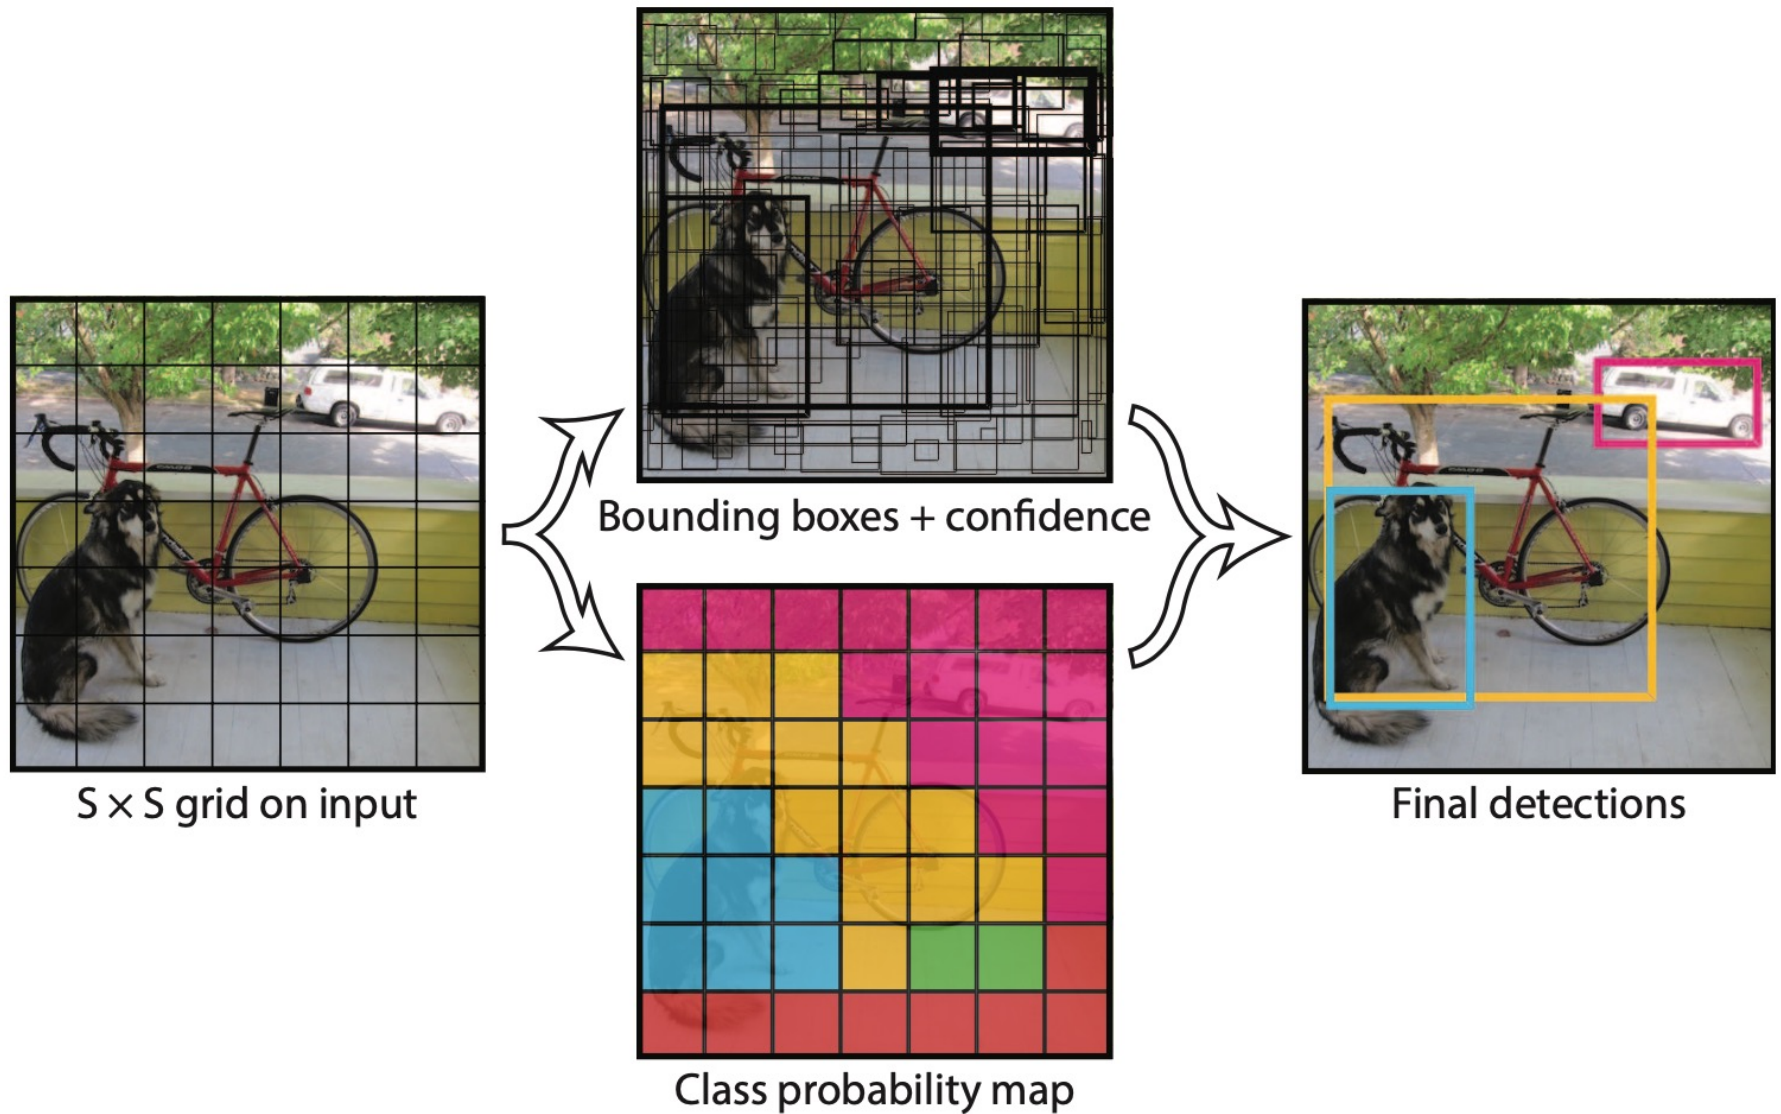 S × S grid on input
Bounding boxes + confidence
Class probability map
Final detections